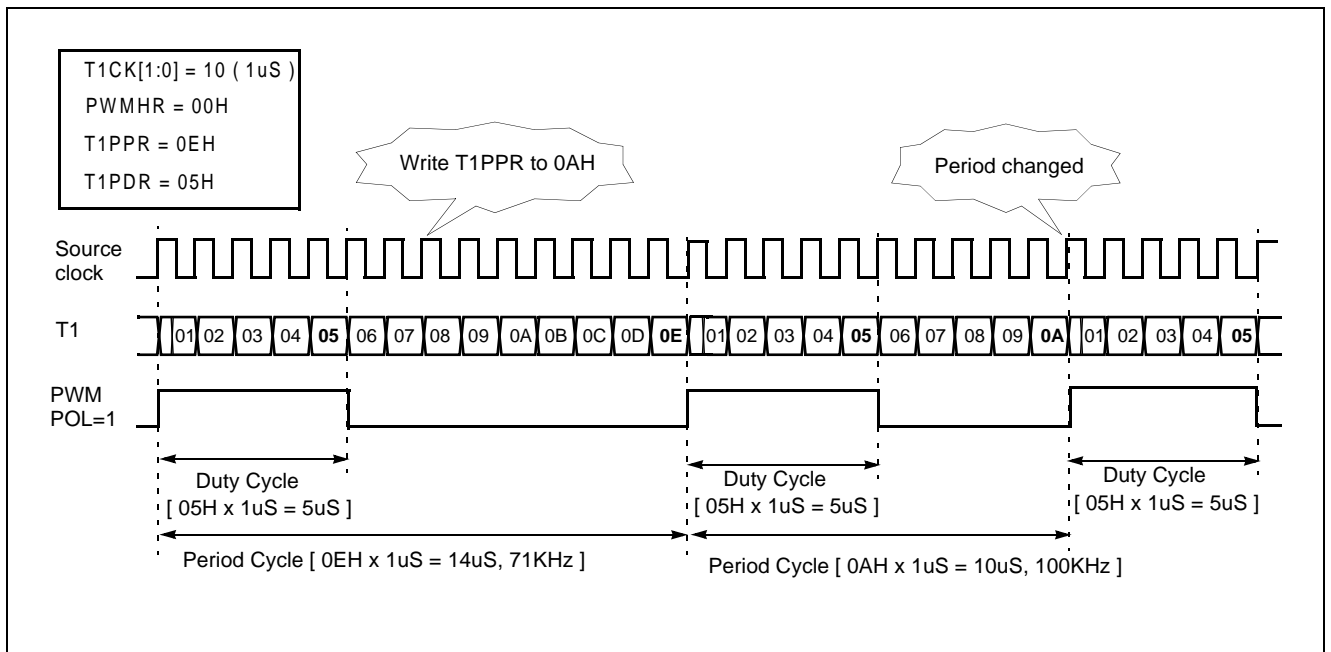 T1CK[1:0] = 10 ( 1uS )
PWMHR = 00H
T1PPR = 0EH
T1PDR = 05H
Write T1PPR to 0AH
Period changed
Source
clock
T1
01 02 03 04 05 06 07 08 09 0A 0B 0C 0D 0E 01 02 03 04 05 06 07 08 09 0A 01 02 03 04 05
PWM
POL=1
Duty Cycle
[ 05H x 1uS = 5uS ]
Duty Cycle
[ 05H x 1uS = 5uS ]
Duty Cycle
[ 05H x 1uS = 5uS ]
Period Cycle [ 0EH x 1uS = 14uS, 71KHz ]
Period Cycle [ 0AH x 1uS = 10uS, 100KHz ]